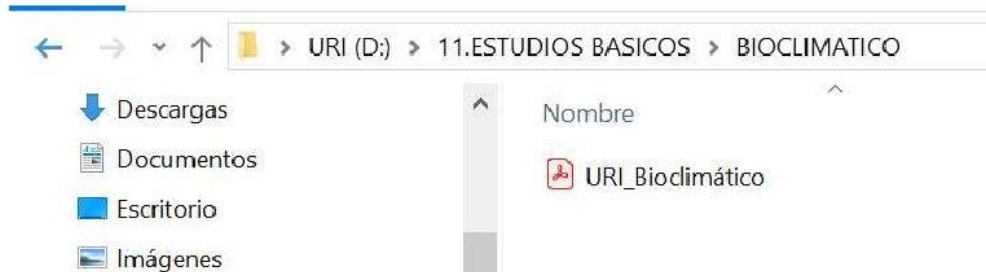 URI (D:) > 11.ESTUDIOS BASICOS > BIOCLIMATICO
Descargas
Documentos
Escritorio
Imágenes
Nombre
URI_Bioclimático